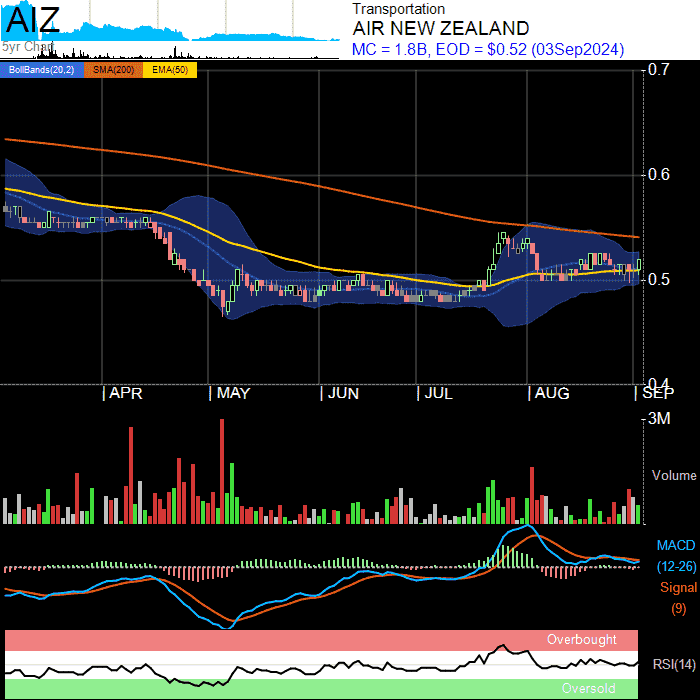 AIZ
5yr Chart
Transportation
AIR NEW ZEALAND
MC = 1.8B, EOD = $0.52 (03Sep2024)
BollBands(20,2) SMA(200) EMA(50)
0.7
0.6
0.5
0.4
APR MAY JUN JUL AUG SEP
3M
Volume
MACD
(12-26)
Signal
(9)
Overbought
RSI(14)
Oversold